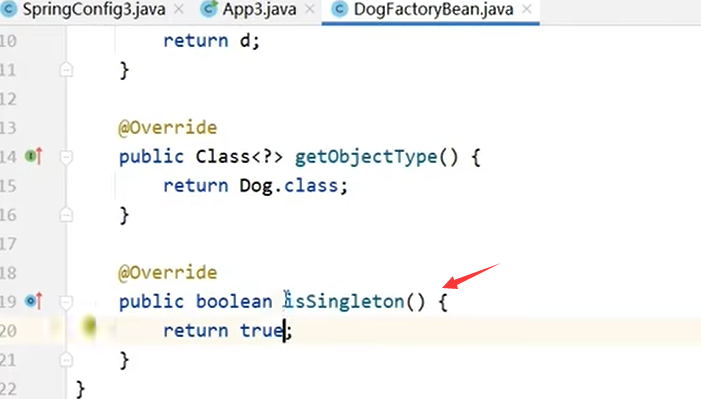 SpringConfig3.java × App3.java × DogFactoryBean.java ×
10 return d;
11 }
12
13 @Override
14 public Class<?> getObjectType() {
15 return Dog.class;
16 }
17
18 @Override
19 public boolean isSingleton() {
20 return true;
21 }
22 }